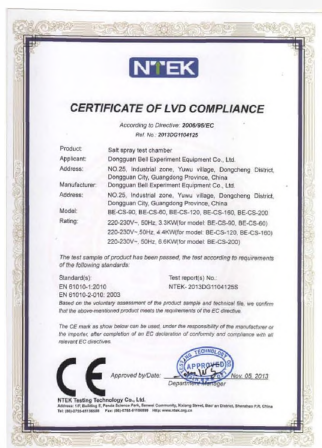 NTEK
CERTIFICATE OF LVD COMPLIANCE
According to Directive: 2006/95/EC
Ref. No.: 2013DG1104125
Product: Salt spray test chamber
Applicant: Dongguan Bell Experiment Equipment Co., Ltd.
Address: NO.25, Industrial zone, Yuwu village, Dongcheng District,
Dongguan City, Guangdong Province, China
Manufacturer: Dongguan Bell Experiment Equipment Co., Ltd.
Address: NO.25, Industrial zone, Yuwu village, Dongcheng District,
Dongguan City, Guangdong Province, China
Model: BE-CS-90, BE-CS-60, BE-CS-120, BE-CS-160, BE-CS-200
Rating: 220-230V~, 50Hz, 3.3KW(for model: BE-CS-90, BE-CS-60)
220-230V~, 50Hz, 4.4KW(for model: BE-CS-120, BE-CS-160)
220-230V~, 50Hz, 6.6KW(for model: BE-CS-200)
The test sample of product has been passed, the test according to requirements
of the following standards:
Standard(s): Test report(s) No.:
EN 61010-1:2010 NTEK- 2013DG1104125S
EN 61010-2-010: 2003
Based on the voluntary assessment of the product sample and technical file, we confirm
that the above-mentioned product meets the requirements of the EC directive.
The CE mark as show below can be used, under the responsibility of the manufacturer or
the importer, after completion of an EC declaration of conformity and compliance with all
relevant EC directives.
CE
APPROVED
Approved by/Date: Nov. 08, 2013
Department Manager
NTEK Testing Technology Co., Ltd.